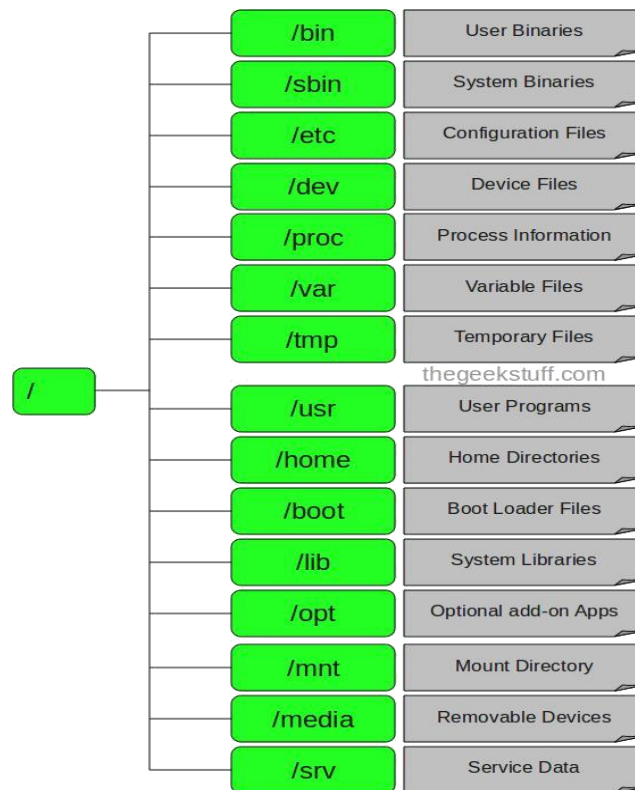 /bin User Binaries
/sbin System Binaries
/etc Configuration Files
/dev Device Files
/proc Process Information
/var Variable Files
/tmp Temporary Files
thegeekstuff.com
/
/usr User Programs
/home Home Directories
/boot Boot Loader Files
/lib System Libraries
/opt Optional add-on Apps
/mnt Mount Directory
/media Removable Devices
/srv Service Data